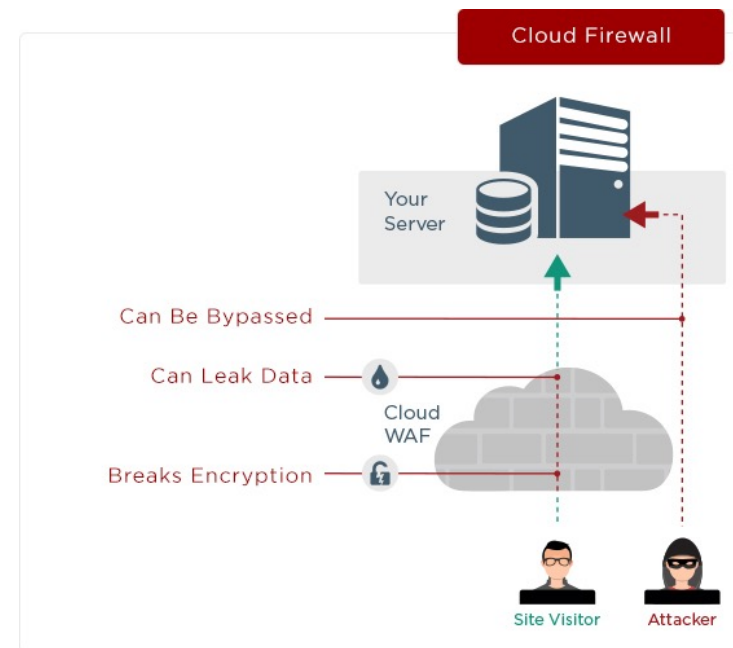 Cloud Firewall
Your
Server
Can Be Bypassed
Can Leak Data
Cloud
WAF
Breaks Encryption
Site Visitor
Attacker